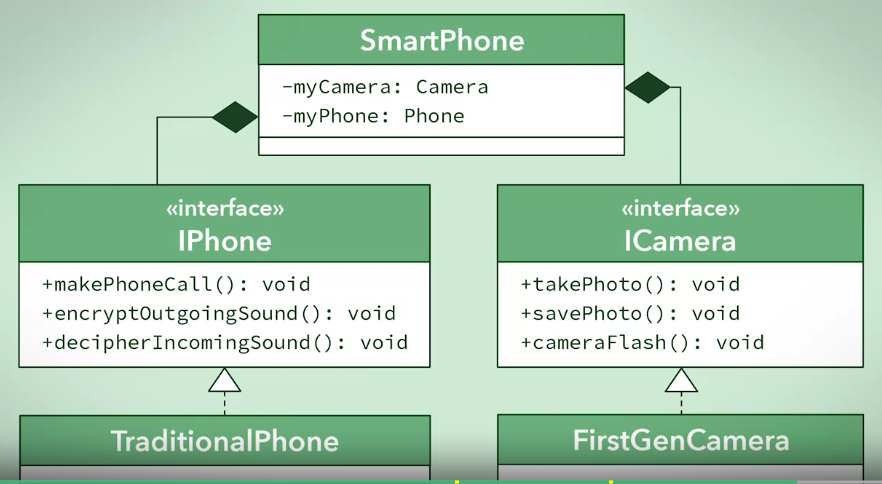 SmartPhone
-myCamera: Camera
-myPhone: Phone
«interface»
IPhone
+makePhoneCall(): void
+encryptOutgoingSound(): void
+decipherIncomingSound(): void
«interface»
ICamera
+takePhoto(): void
+savePhoto(): void
+cameraFlash(): void
TraditionalPhone
FirstGenCamera